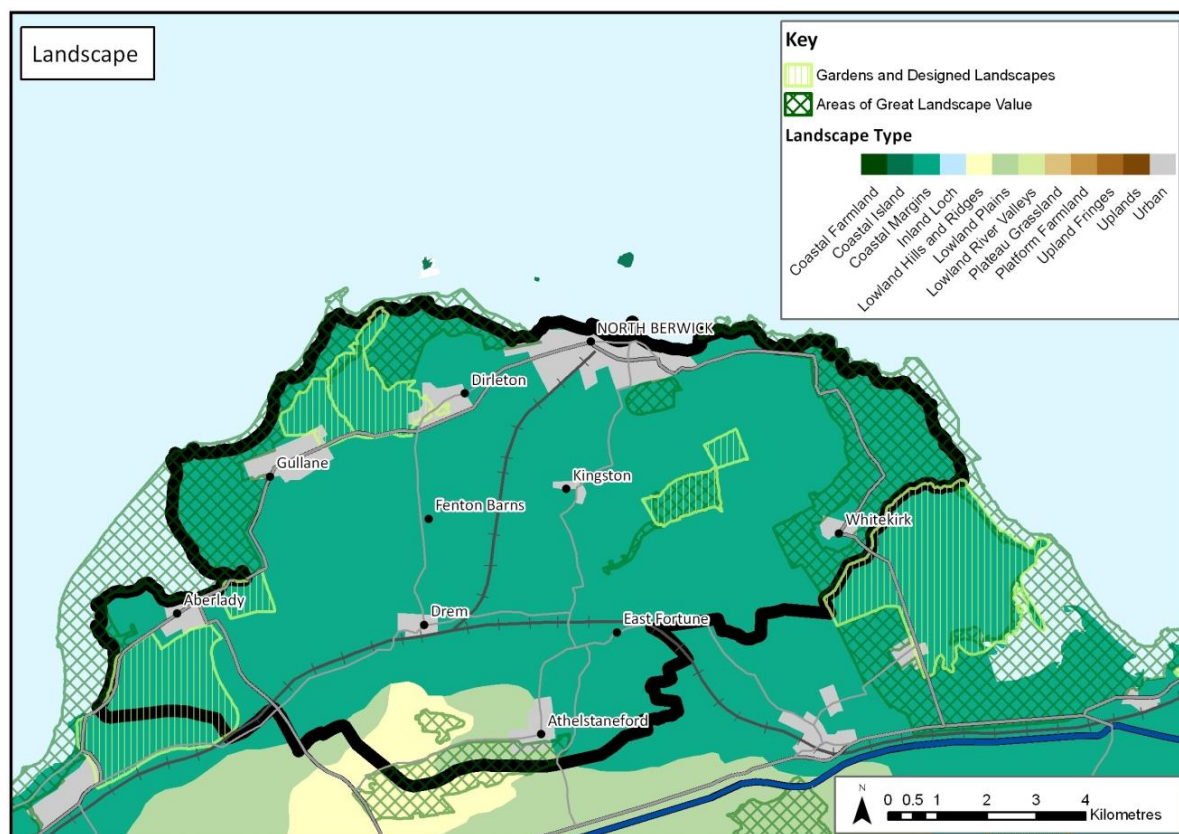 Landscape
Key
Gardens and Designed Landscapes
Areas of Great Landscape Value
Landscape Type
Coastal Farmland
Coastal Island
Coastal Margins
Inland Loch
Lowland Hills and Ridges
Lowland Plains
Lowland River Valleys
Plateau Grassland
Platform Farmland
Upland Fringes
Uplands
Urban
NORTH BERWICK
Dirleton
Gullane
Kingston
Fenton Barns
Whitekirk
Aberlady
Drem
East Fortune
Athelstaneford
N
0 0.5 1 2 3 4
Kilometres